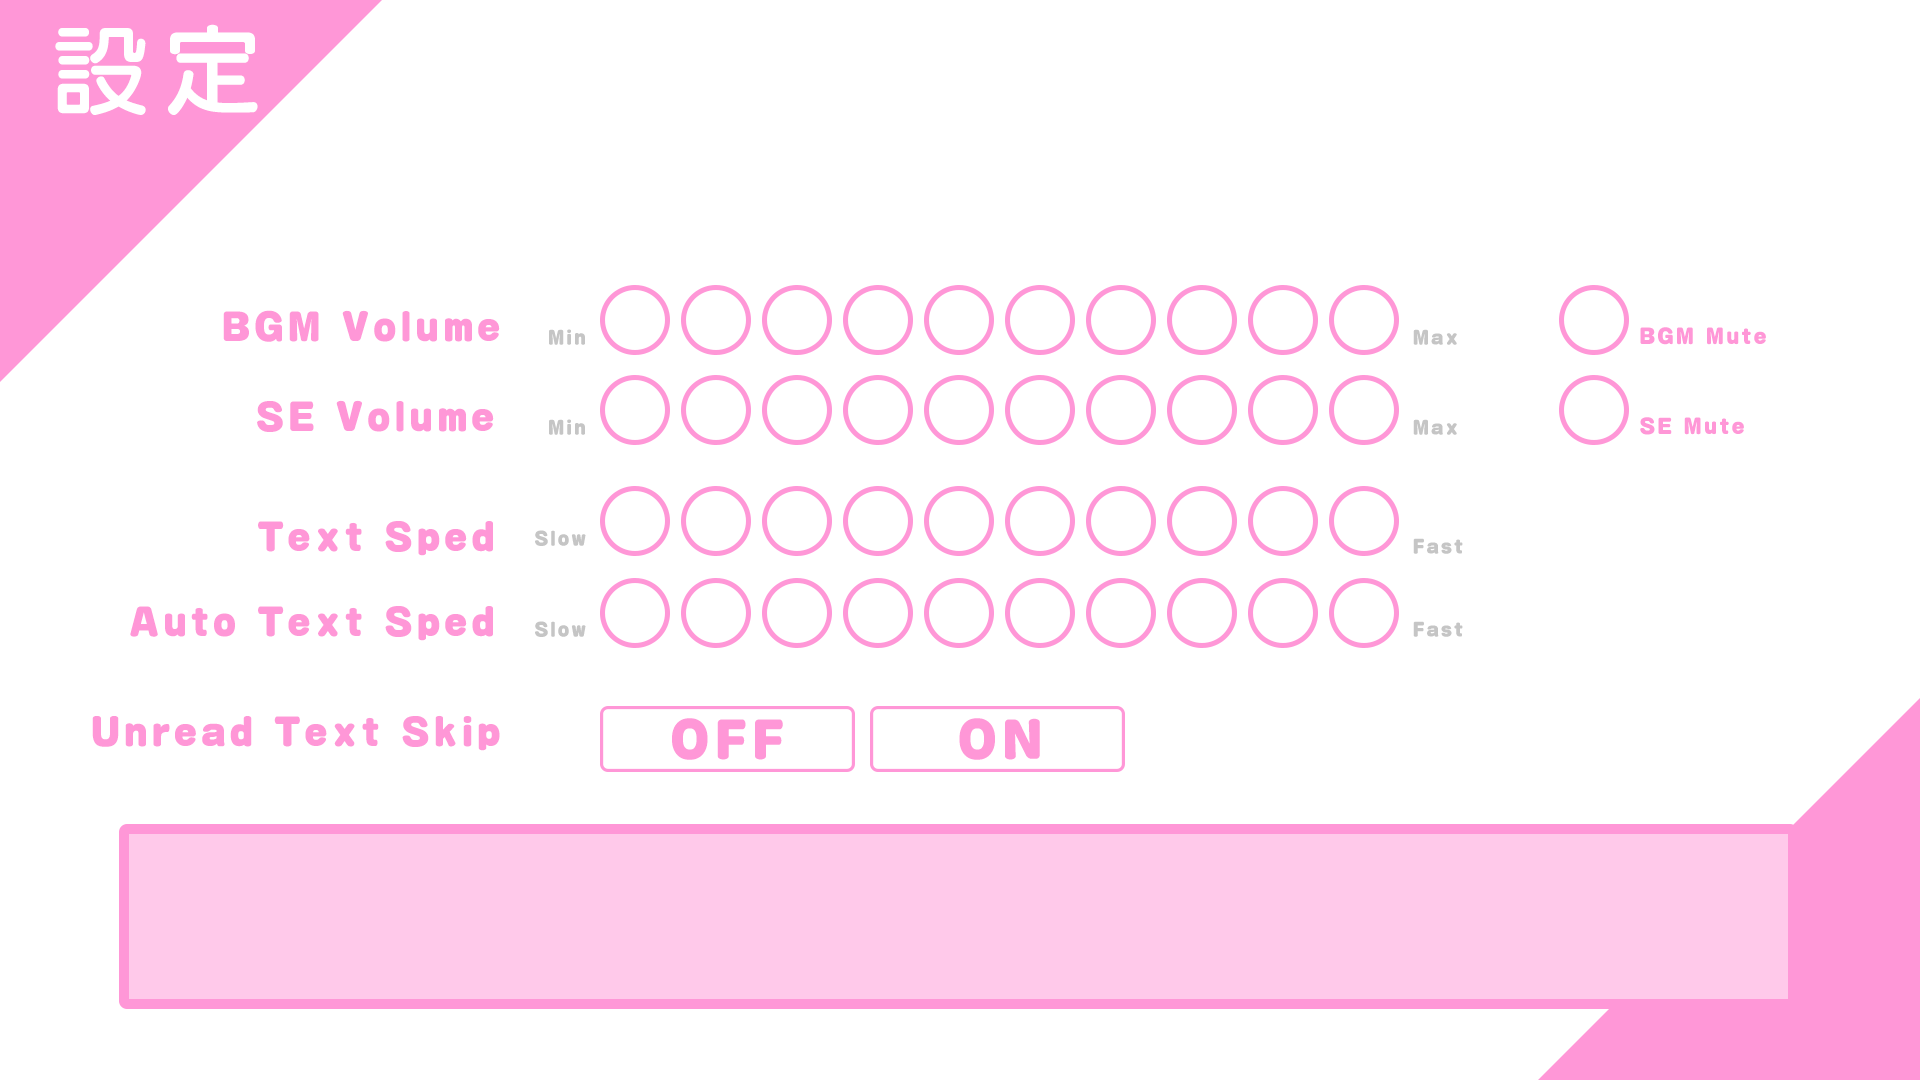 設定
BGM Volume Min Max BGM Mute
SE Volume Min Max SE Mute
Text Sped Slow Fast
Auto Text Sped Slow Fast
Unread Text Skip OFF ON